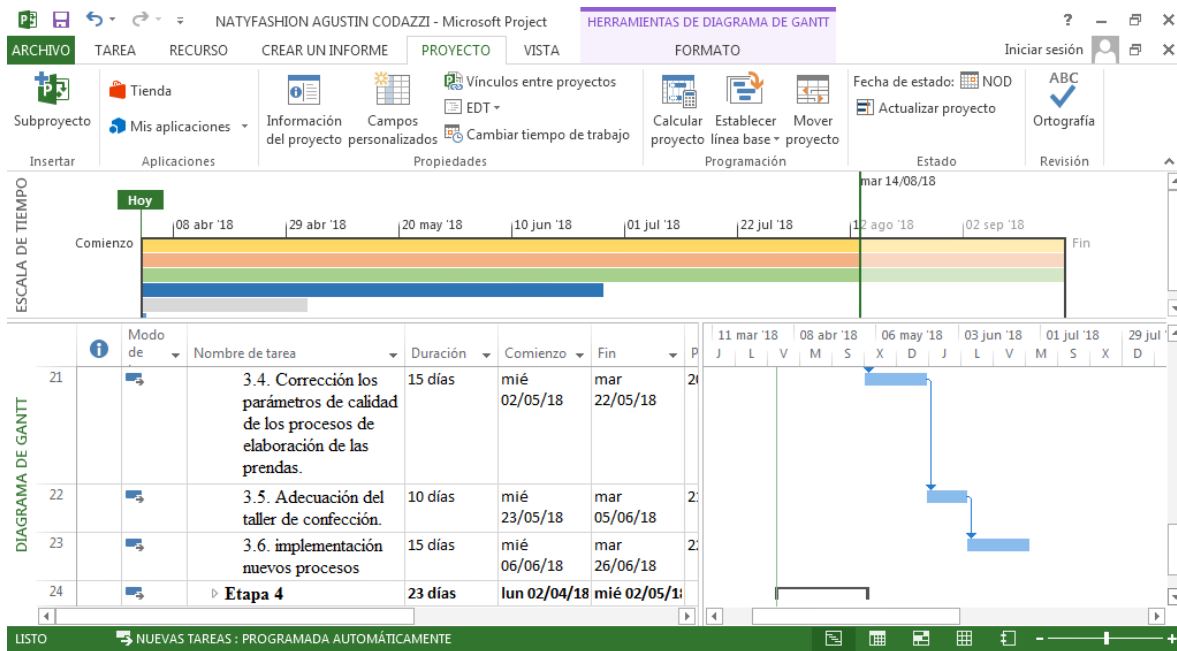 NATYFASHION AGUSTIN CODAZZI - Microsoft Project
HERRAMIENTAS DE DIAGRAMA DE GANTT
ARCHIVO TAREA RECURSO CREAR UN INFORME PROYECTO VISTA FORMATO Iniciar sesión
Subproyecto
Insertar
Tienda
Mis aplicaciones
Aplicaciones
Información
del proyecto
Campos
personalizados
Vínculos entre proyectos
EDT
Cambiar tiempo de trabajo
Propiedades
Calcular
proyecto
Establecer
línea base
Mover
proyecto
Programación
Fecha de estado: NOD
Actualizar proyecto
Estado
ABC
Ortografía
Revisión
ESCALA DE TIEMPO
mar 14/08/18
Hoy
08 abr '18 29 abr '18 20 may '18 10 jun '18 01 jul '18 22 jul '18 12 ago '18 02 sep '18
Comienzo
Fin
DIAGRAMA DE GANTT
Modo
de
Nombre de tarea Duración Comienzo Fin P
11 mar '18 08 abr '18 06 may '18 03 jun '18 01 jul '18 29 jul '
J L V M S X D J L V M S X D
21 3.4. Corrección los 15 días mié mar
parámetros de calidad 02/05/18 22/05/18
de los procesos de
elaboración de las
prendas.
22 3.5. Adecuación del 10 días mié mar
taller de confección. 23/05/18 05/06/18
23 3.6. implementación 15 días mié mar
nuevos procesos 06/06/18 26/06/18
24 Etapa 4 23 días lun 02/04/18 mié 02/05/1
LISTO NUEVAS TAREAS : PROGRAMADA AUTOMÁTICAMENTE